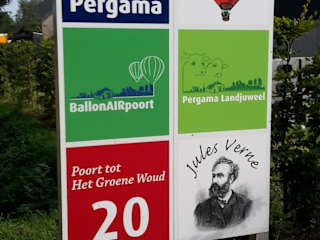 Pergama
BallonAIRpoort
Pergama Landjuweel
Poort tot
Het Groene Woud
20
Jules Verne